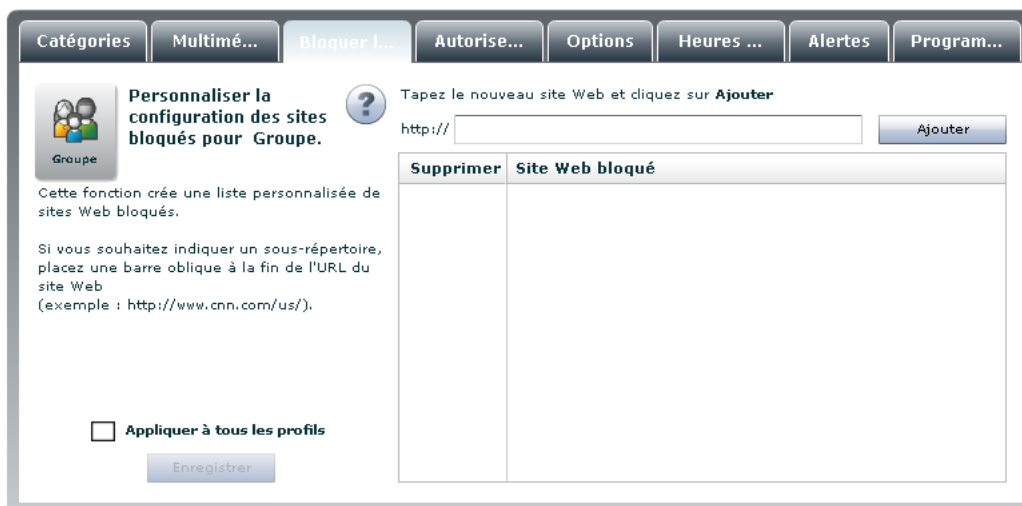 Catégories Multimé... Bloquer l... Autorise... Options Heures ... Alertes Program...
Personnaliser la
configuration des sites
bloqués pour Groupe.
?
Groupe
Cette fonction crée une liste personnalisée de
sites Web bloqués.
Si vous souhaitez indiquer un sous-répertoire,
placez une barre oblique à la fin de l'URL du
site Web
(exemple : http://www.cnn.com/us/).
Appliquer à tous les profils
Enregistrer
Tapez le nouveau site Web et cliquez sur Ajouter
http:// Ajouter
Supprimer Site Web bloqué